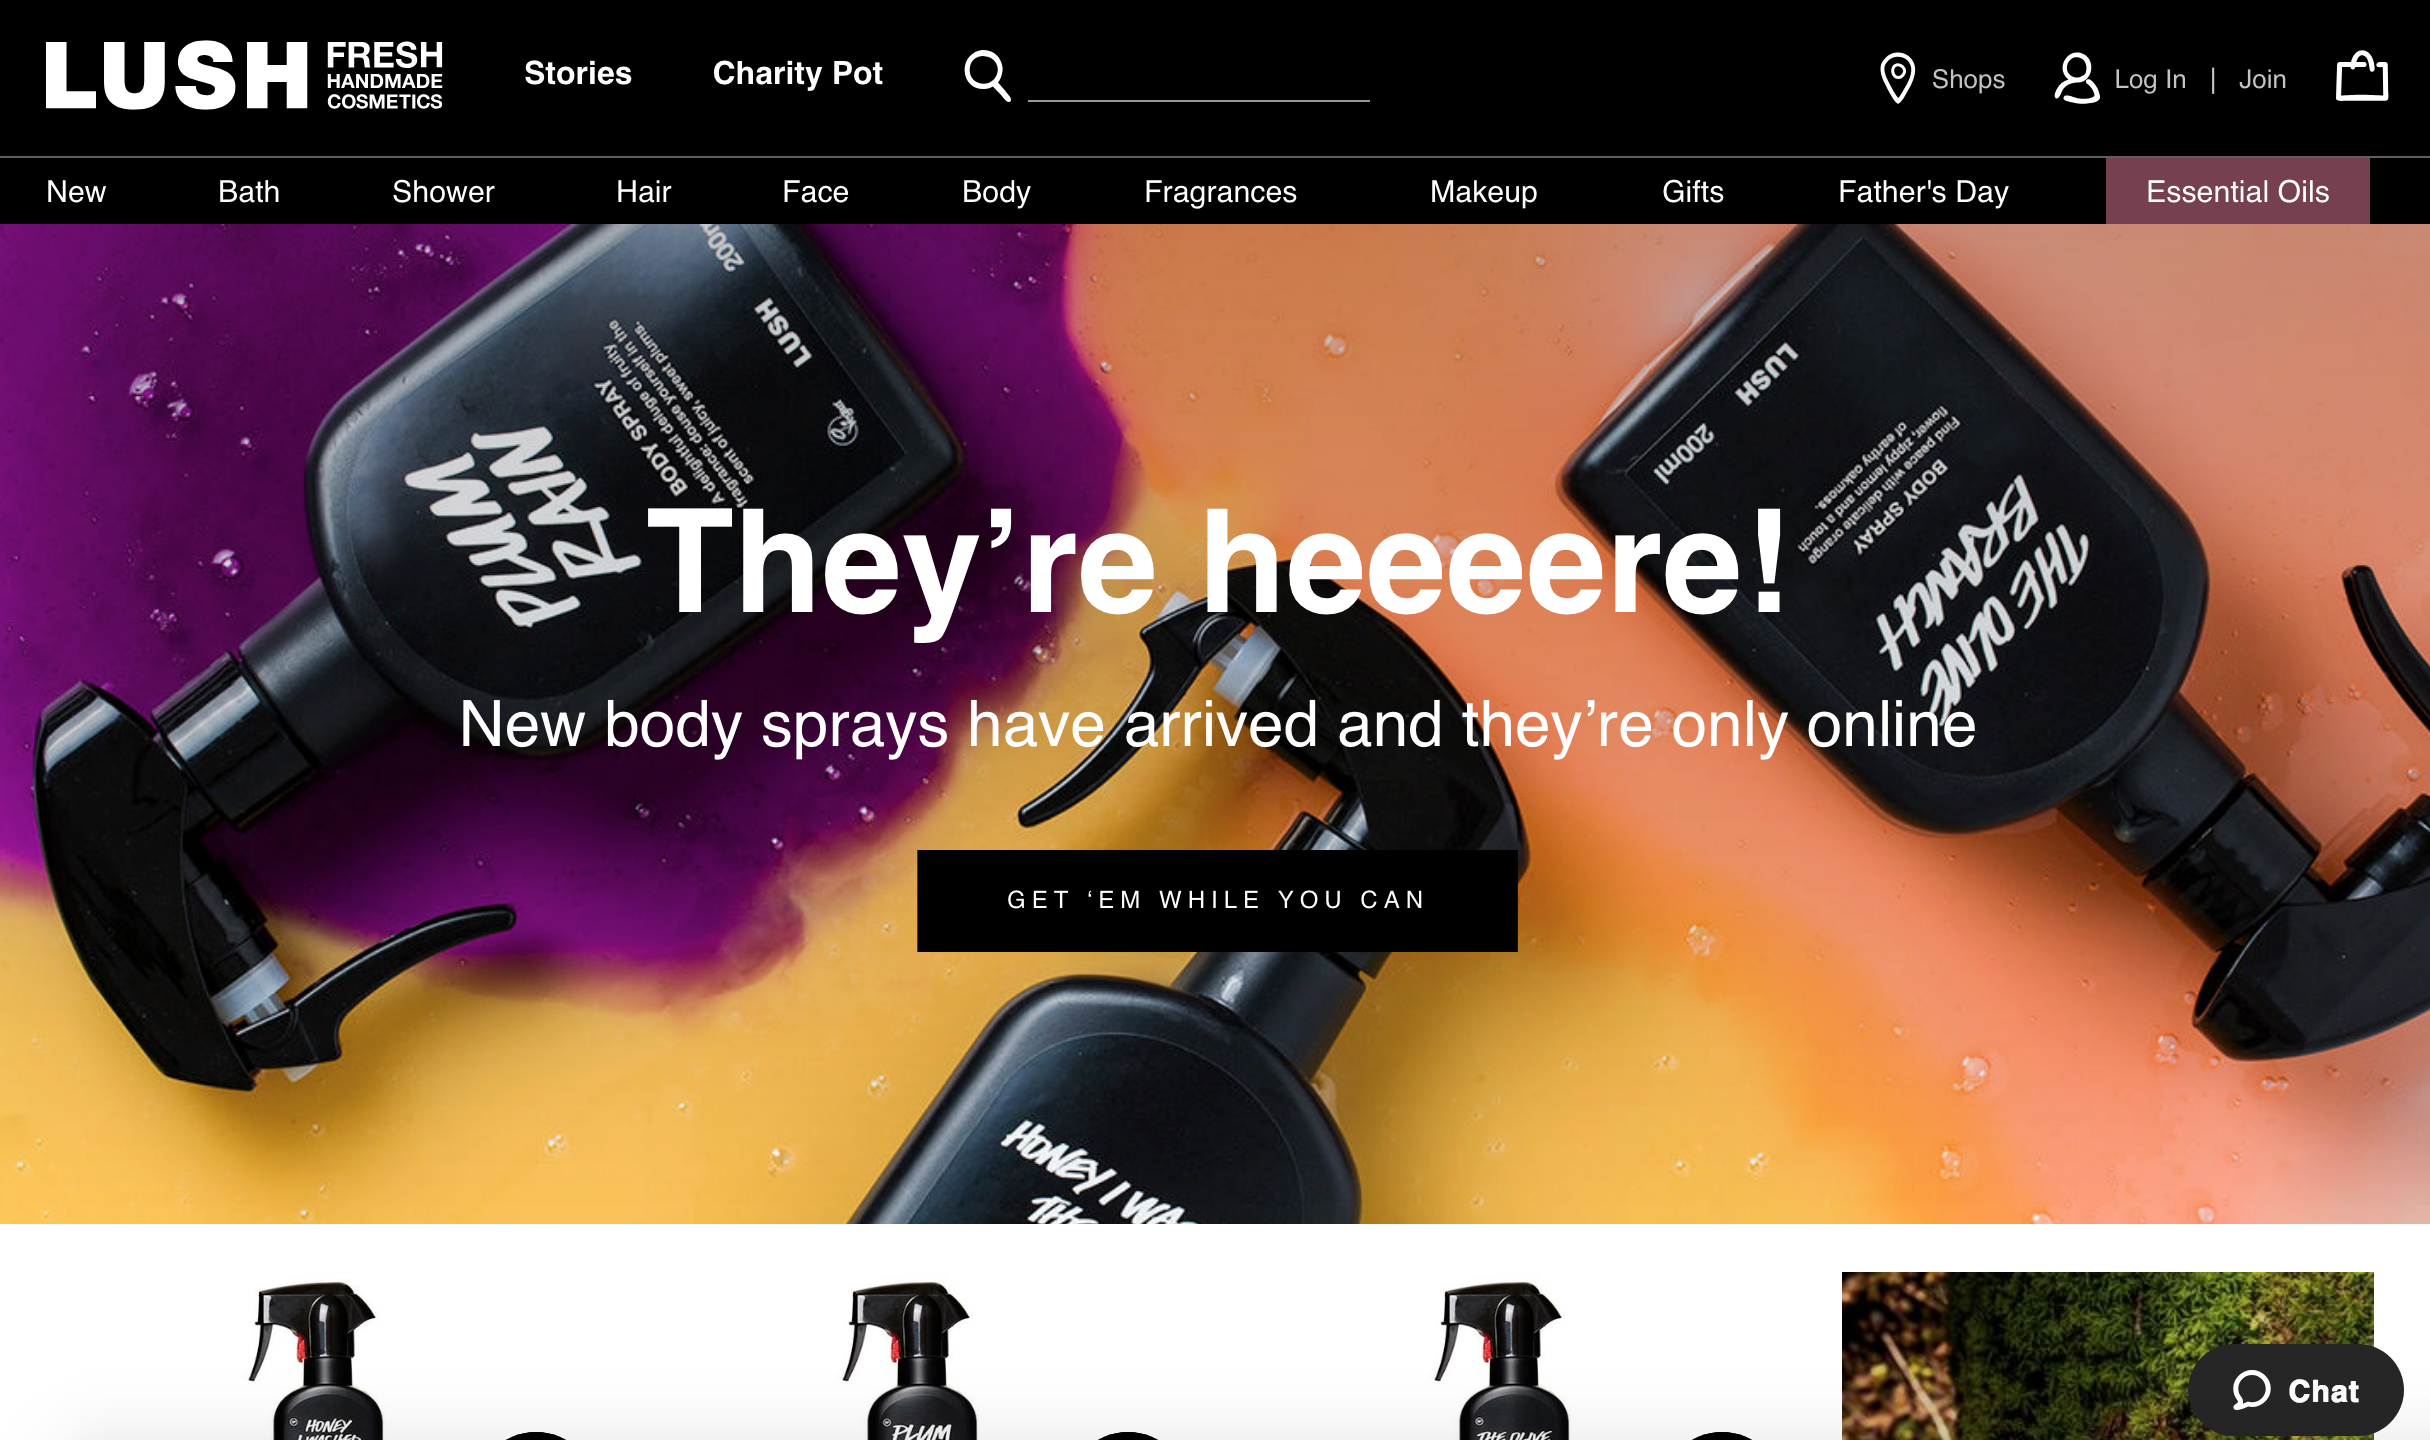 LUSH FRESH
HANDMADE
COSMETICS
Stories
Charity Pot
Shops
Log In | Join
New
Bath
Shower
Hair
Face
Body
Fragrances
Makeup
Gifts
Father's Day
Essential Oils
PLUM
RAIN
BODY SPRAY
A delightful deluge of fruity
fragrance: douse yourself in the
scent of juicy, sweet plums.
LUSH
200m
THE OLIVE
BRANCH
BODY SPRAY
Find peace with delicate orange
flower, zippy lemon and a touch
of earthy oakmoss.
LUSH
200ml
They’re heeeere!
New body sprays have arrived and they’re only online
GET ‘EM WHILE YOU CAN
HONEY I WAS
THE
HONEY
I WASHED
PLUM
THE OLIVE
Chat